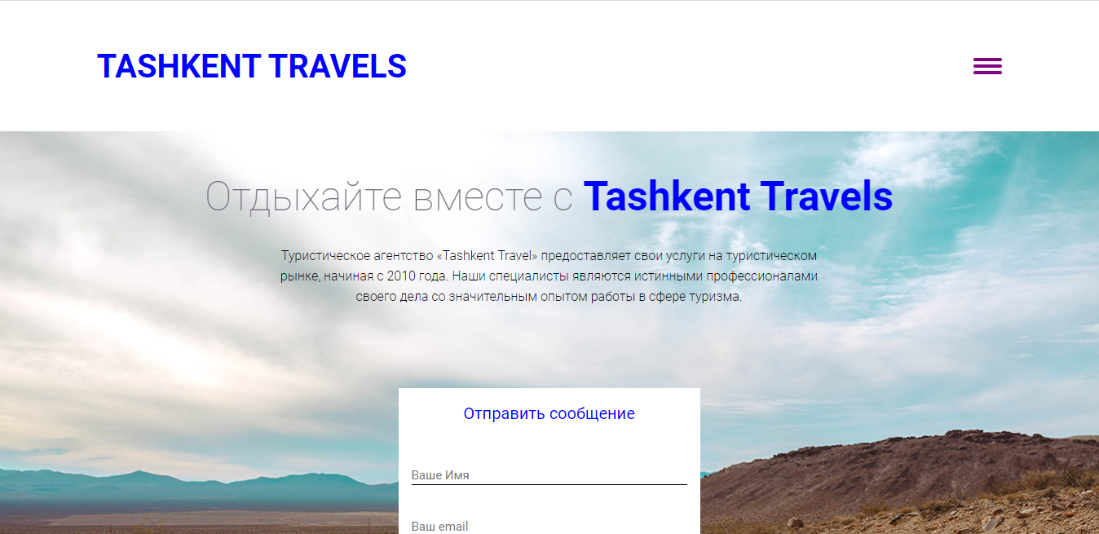 TASHKENT TRAVELS
Отдыхайте вместе с Tashkent Travels
Туристическое агентство «Tashkent Travel» предоставляет свои услуги на туристическом
рынке, начиная с 2010 года. Наши специалисты являются истинными профессионалами
своего дела со значительным опытом работы в сфере туризма.
Отправить сообщение
Ваше Имя
Ваш email